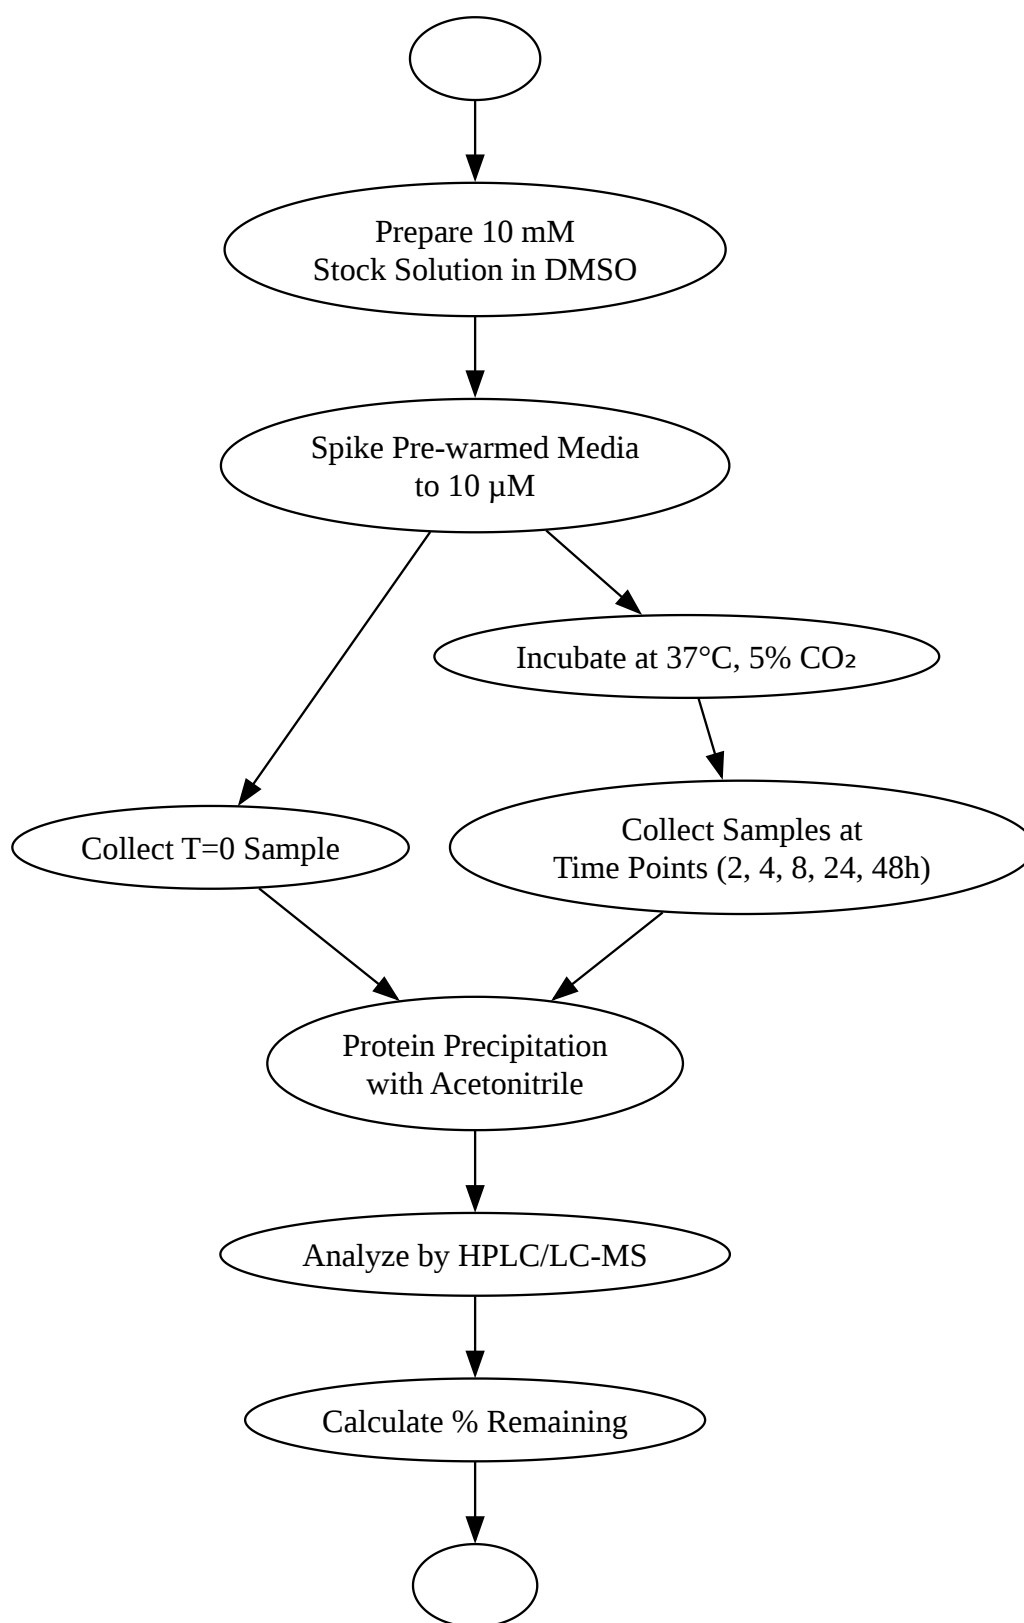 Prepare 10 mM
Stock Solution in DMSO
Spike Pre-warmed Media
to 10 µM
Incubate at 37°C, 5% CO₂
Collect T=0 Sample
Collect Samples at
Time Points (2, 4, 8, 24, 48h)
Protein Precipitation
with Acetonitrile
Analyze by HPLC/LC-MS
Calculate % Remaining